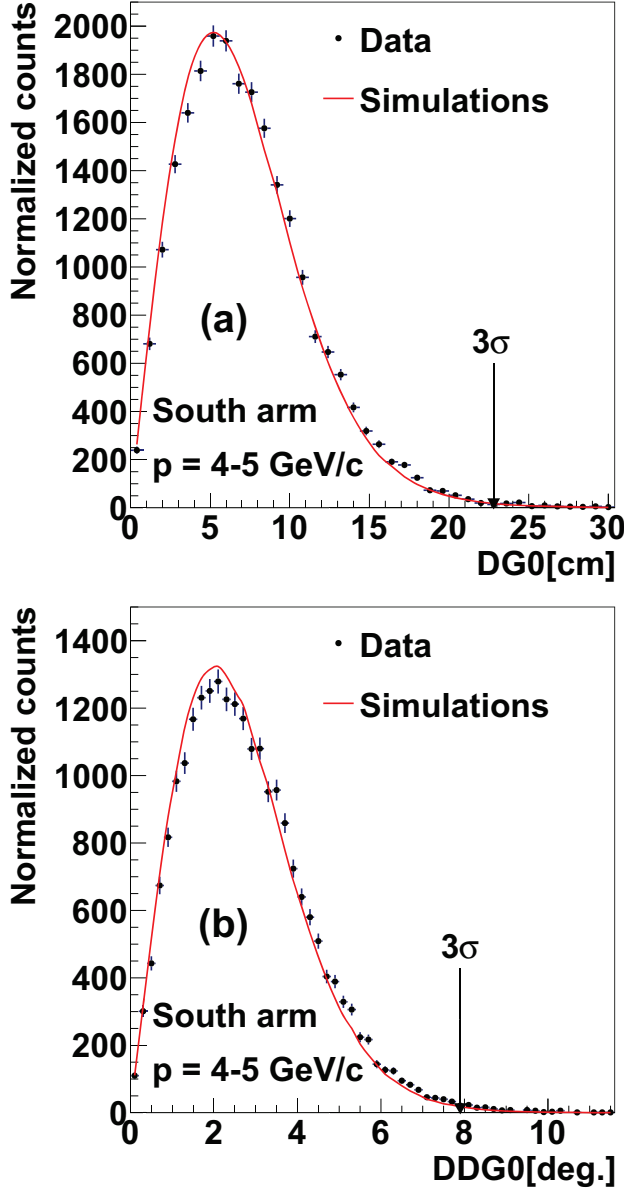 2000
1800
1600
1400
1200
1000
800
600
400
200
0
Normalized counts
Data
Simulations
(a)
3σ
South arm
p = 4-5 GeV/c
0 5 10 15 20 25 30
DG0[cm]
1400
1200
1000
800
600
400
200
0
Normalized counts
Data
Simulations
(b)
3σ
South arm
p = 4-5 GeV/c
0 2 4 6 8 10
DDG0[deg.]